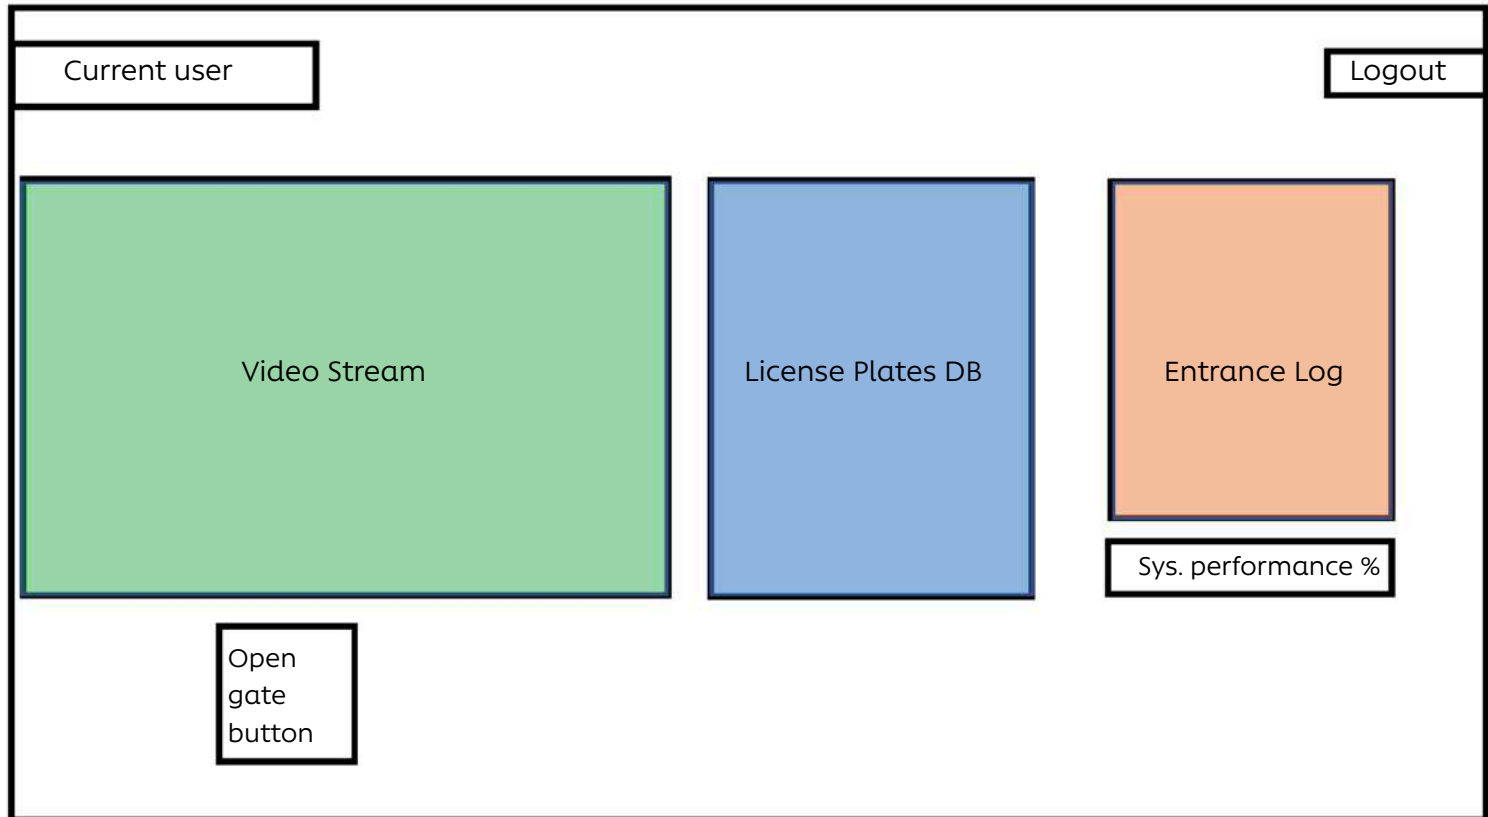 Current user
Logout
Video Stream
License Plates DB
Entrance Log
Sys. performance %
Open
gate
button